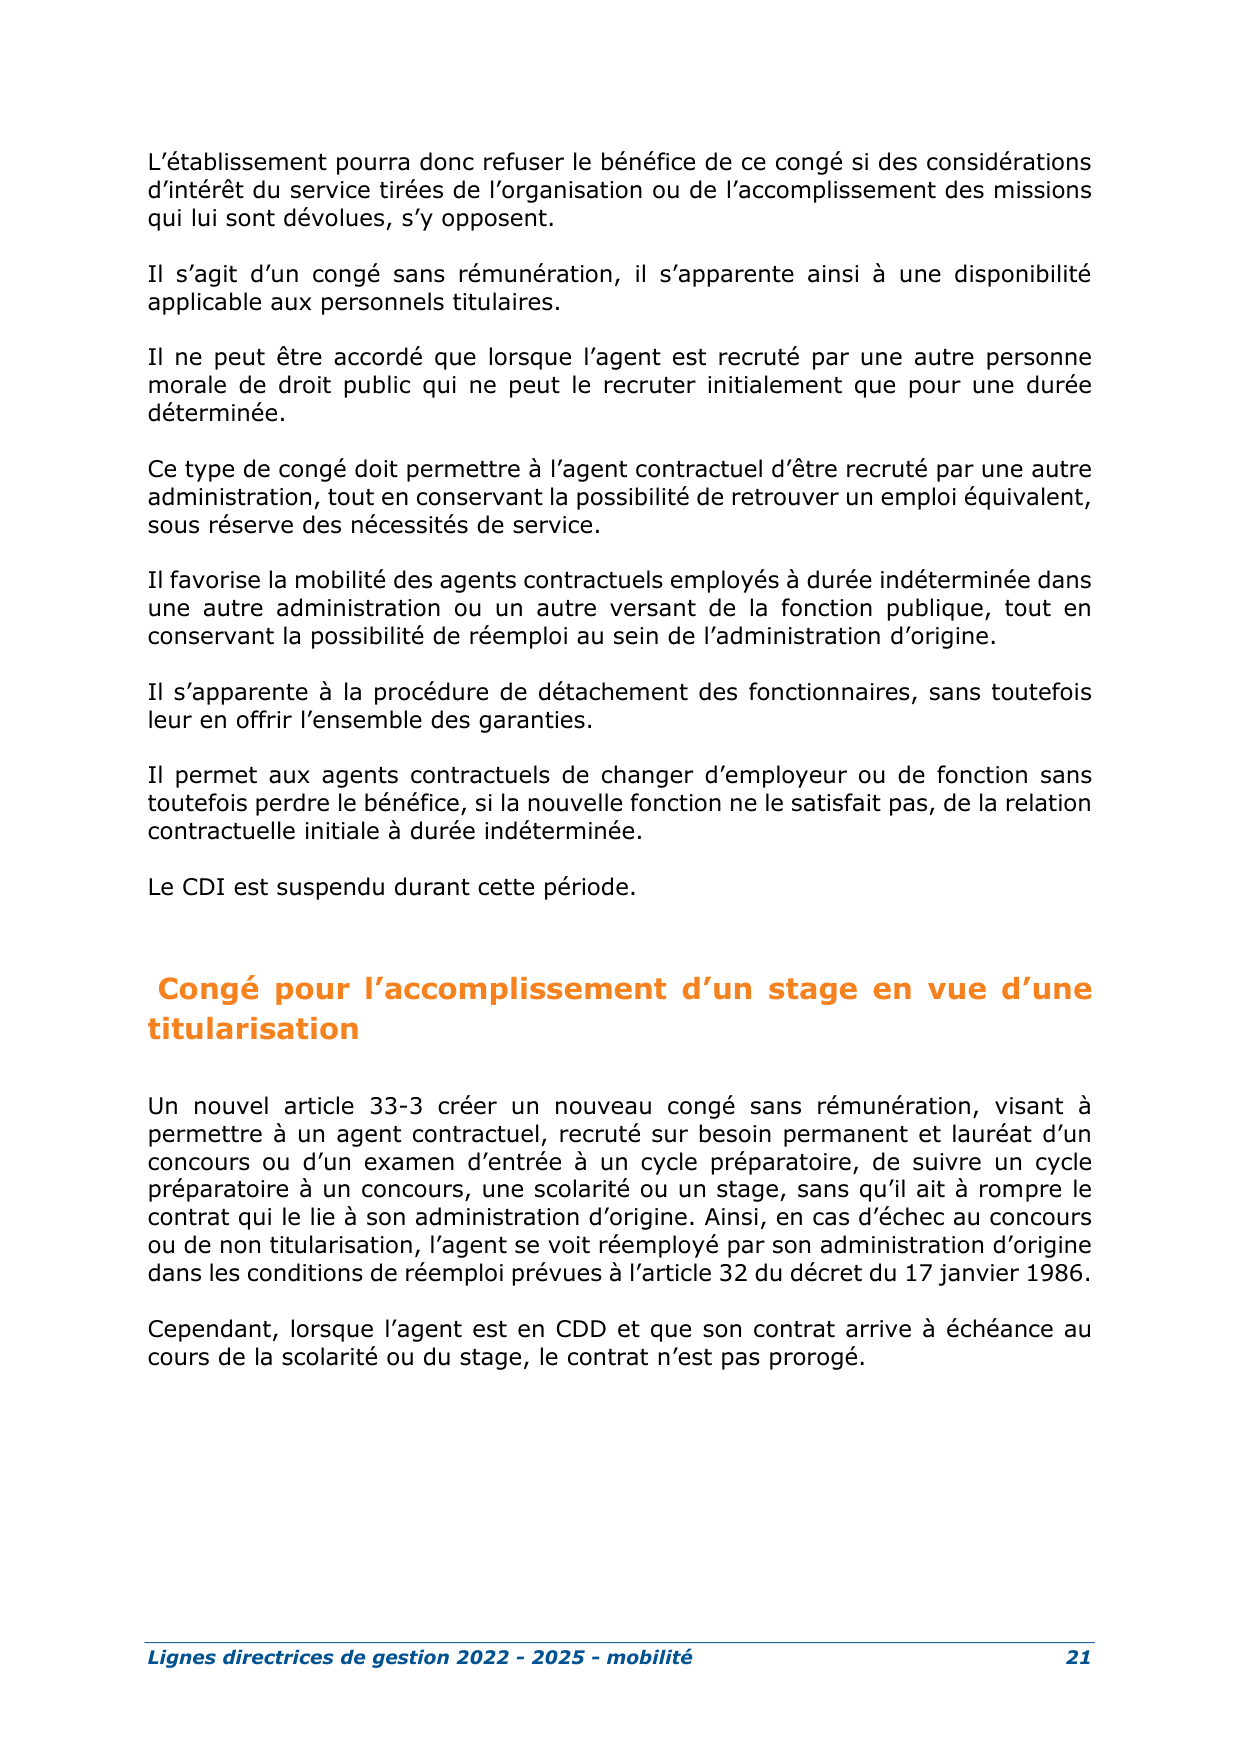 L’établissement pourra donc refuser le bénéfice de ce congé si des considérations
d’intérêt du service tirées de l’organisation ou de l’accomplissement des missions
qui lui sont dévolues, s’y opposent.
Il s’agit d’un congé sans rémunération, il s’apparente ainsi à une disponibilité
applicable aux personnels titulaires.
Il ne peut être accordé que lorsque l’agent est recruté par une autre personne
morale de droit public qui ne peut le recruter initialement que pour une durée
déterminée.
Ce type de congé doit permettre à l’agent contractuel d’être recruté par une autre
administration, tout en conservant la possibilité de retrouver un emploi équivalent,
sous réserve des nécessités de service.
Il favorise la mobilité des agents contractuels employés à durée indéterminée dans
une autre administration ou un autre versant de la fonction publique, tout en
conservant la possibilité de réemploi au sein de l’administration d’origine.
Il s’apparente à la procédure de détachement des fonctionnaires, sans toutefois
leur en offrir l’ensemble des garanties.
Il permet aux agents contractuels de changer d’employeur ou de fonction sans
toutefois perdre le bénéfice, si la nouvelle fonction ne le satisfait pas, de la relation
contractuelle initiale à durée indéterminée.
Le CDI est suspendu durant cette période.
Congé pour l’accomplissement d’un stage en vue d’une
titularisation
Un nouvel article 33-3 créer un nouveau congé sans rémunération, visant à
permettre à un agent contractuel, recruté sur besoin permanent et lauréat d’un
concours ou d’un examen d’entrée à un cycle préparatoire, de suivre un cycle
préparatoire à un concours, une scolarité ou un stage, sans qu’il ait à rompre le
contrat qui le lie à son administration d’origine. Ainsi, en cas d’échec au concours
ou de non titularisation, l’agent se voit réemployé par son administration d’origine
dans les conditions de réemploi prévues à l’article 32 du décret du 17 janvier 1986.
Cependant, lorsque l’agent est en CDD et que son contrat arrive à échéance au
cours de la scolarité ou du stage, le contrat n’est pas prorogé.
Lignes directrices de gestion 2022 - 2025 - mobilité 21